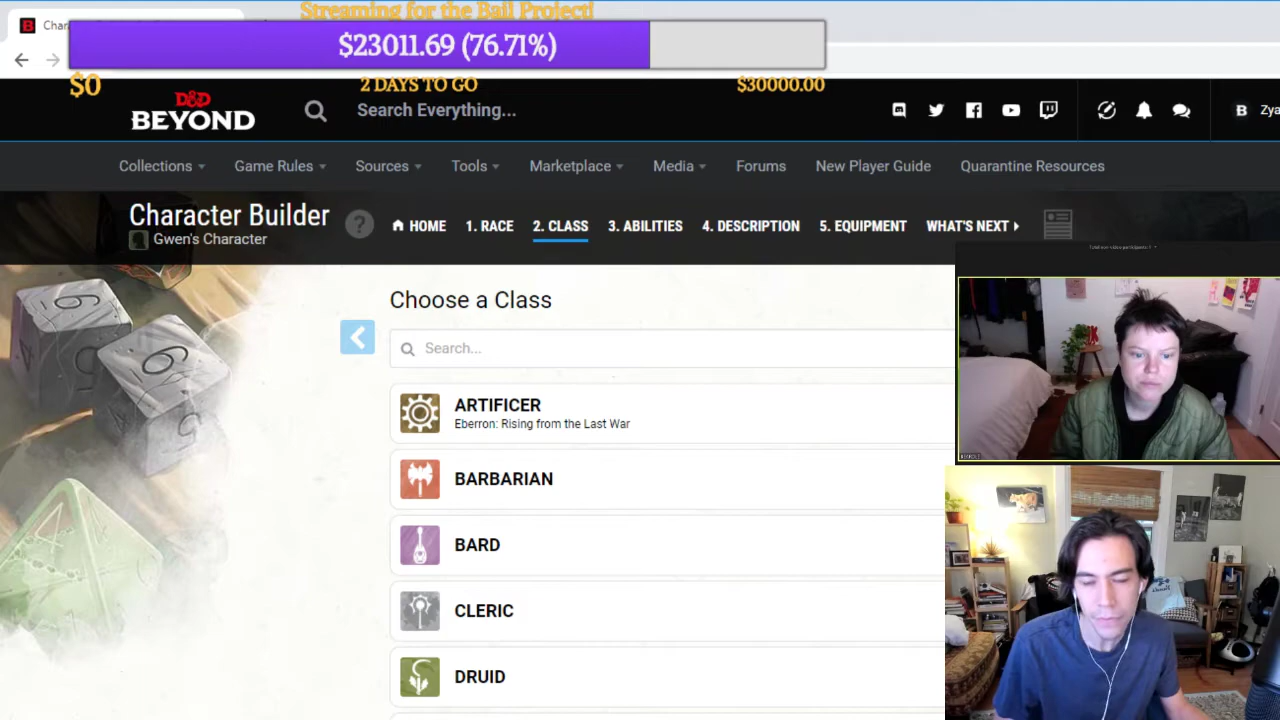 Streaming for the Bail Project!
$23011.69 (76.71%)
$0
2 DAYS TO GO
$30000.00
D&D
BEYOND
Search Everything...
Collections
Game Rules
Sources
Tools
Marketplace
Media
Forums
New Player Guide
Quarantine Resources
Character Builder
Gwen's Character
?
HOME
1. RACE
2. CLASS
3. ABILITIES
4. DESCRIPTION
5. EQUIPMENT
WHAT'S NEXT
Choose a Class
Search...
ARTIFICER
Eberron: Rising from the Last War
BARBARIAN
BARD
CLERIC
DRUID